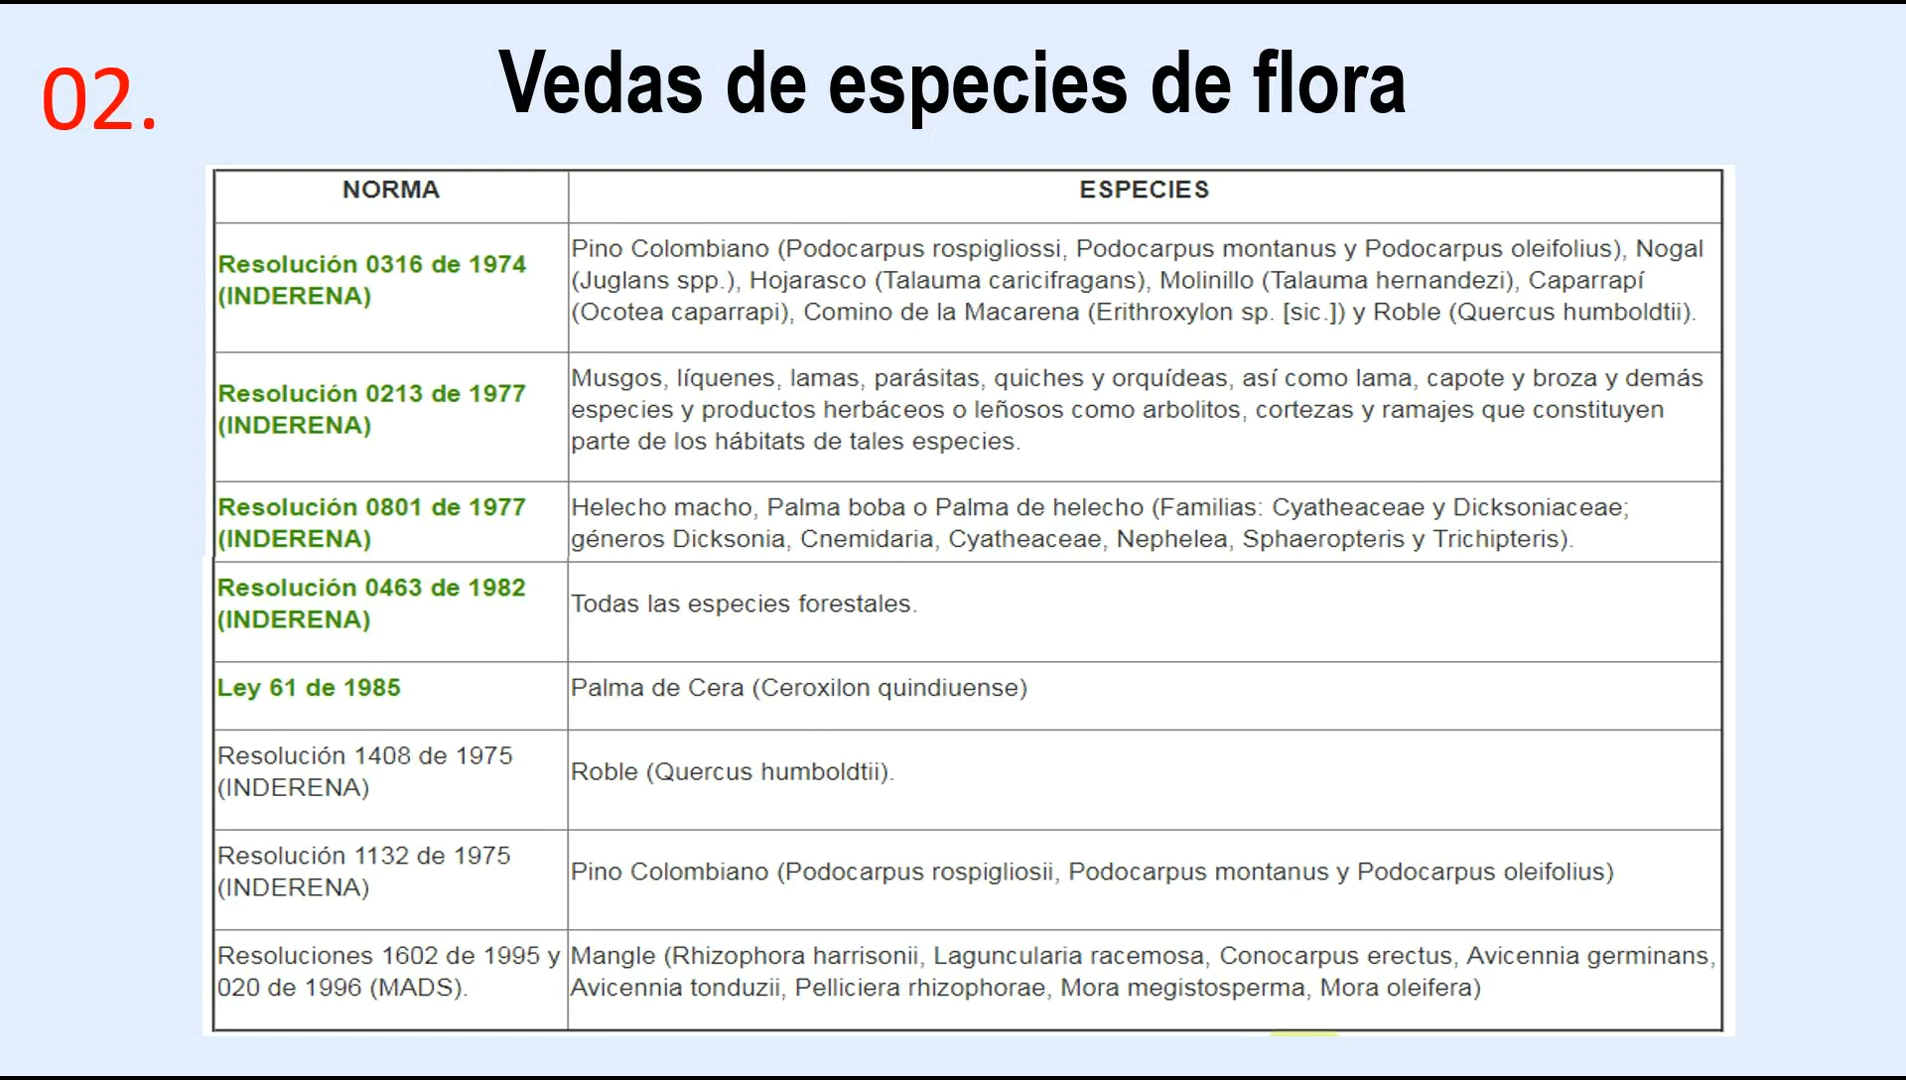 02.
Vedas de especies de flora
NORMA
ESPECIES
Resolución 0316 de 1974
(INDERENA)
Pino Colombiano (Podocarpus rospigliossi, Podocarpus montanus y Podocarpus oleifolius), Nogal
(Juglans spp.), Hojarasco (Talauma caricifragans), Molinillo (Talauma hernandezi), Caparrapí
(Ocotea caparrapi), Comino de la Macarena (Erithroxylon sp. [sic.]) y Roble (Quercus humboldtii).
Resolución 0213 de 1977
(INDERENA)
Musgos, líquenes, lamas, parásitas, quiches y orquídeas, así como lama, capote y broza y demás
especies y productos herbáceos o leñosos como arbolitos, cortezas y ramajes que constituyen
parte de los hábitats de tales especies.
Resolución 0801 de 1977
(INDERENA)
Helecho macho, Palma boba o Palma de helecho (Familias: Cyatheaceae y Dicksoniaceae;
géneros Dicksonia, Cnemidaria, Cyatheaceae, Nephelea, Sphaeropteris y Trichipteris).
Resolución 0463 de 1982
(INDERENA)
Todas las especies forestales.
Ley 61 de 1985
Palma de Cera (Ceroxilon quindiuense)
Resolución 1408 de 1975
(INDERENA)
Roble (Quercus humboldtii).
Resolución 1132 de 1975
(INDERENA)
Pino Colombiano (Podocarpus rospigliosii, Podocarpus montanus y Podocarpus oleifolius)
Resoluciones 1602 de 1995 y
020 de 1996 (MADS).
Mangle (Rhizophora harrisonii, Laguncularia racemosa, Conocarpus erectus, Avicennia germinans,
Avicennia tonduzii, Pelliciera rhizophorae, Mora megistosperma, Mora oleifera)